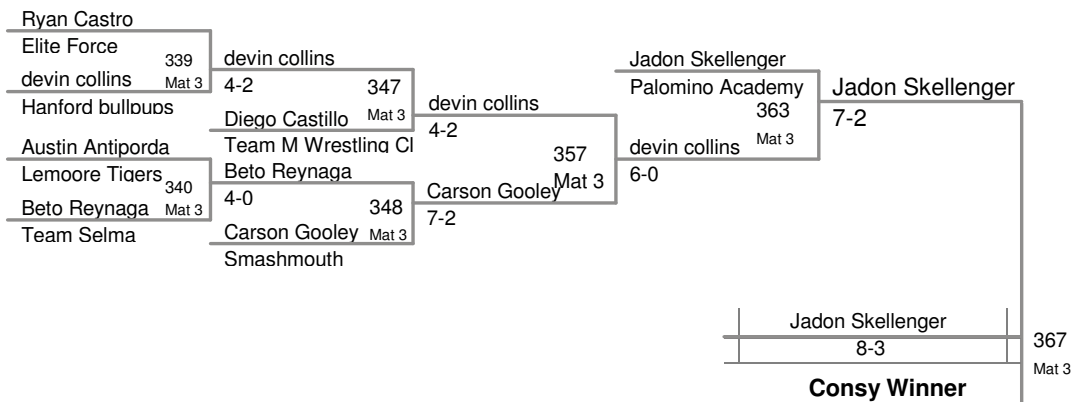 Ryan Castro
Elite Force
339
devin collins
Mat 3
Hanford bullpups
devin collins
4-2
347
Diego Castillo
Mat 3
Team M Wrestling Cl
Austin Antiporda
Lemoore Tigers
340
Beto Reynaga
Mat 3
Team Selma
Beto Reynaga
4-0
348
Carson Gooley
Mat 3
Smashmouth
devin collins
4-2
357
Mat 3
Carson Gooley
7-2
Jadon Skellenger
Palomino Academy
363
Mat 3
devin collins
6-0
Jadon Skellenger
7-2
Jadon Skellenger
8-3
Consy Winner
367
Mat 3